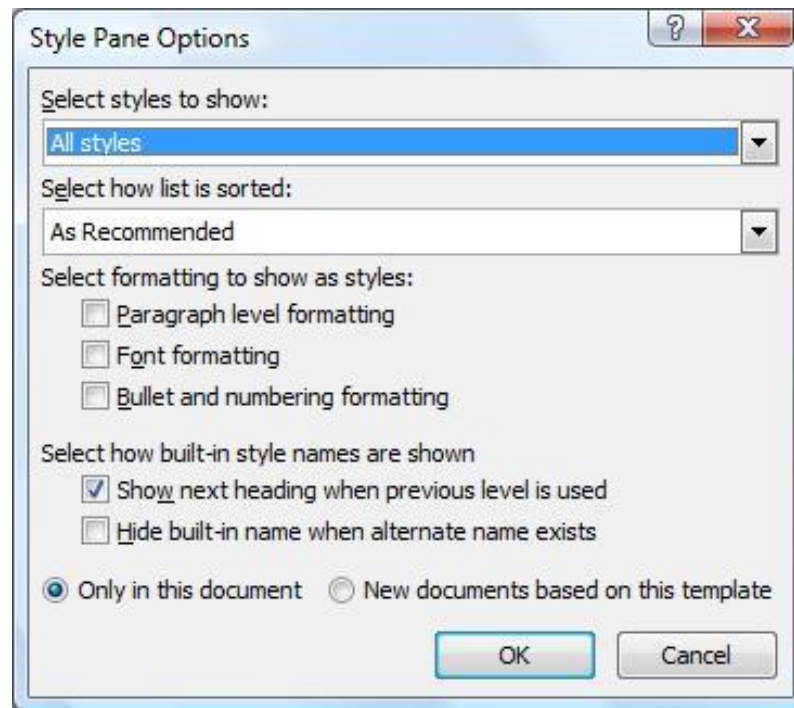 Style Pane Options
Select styles to show:
All styles
Select how list is sorted:
As Recommended
Select formatting to show as styles:
Paragraph level formatting
Font formatting
Bullet and numbering formatting
Select how built-in style names are shown
Show next heading when previous level is used
Hide built-in name when alternate name exists
Only in this document New documents based on this template
OK Cancel